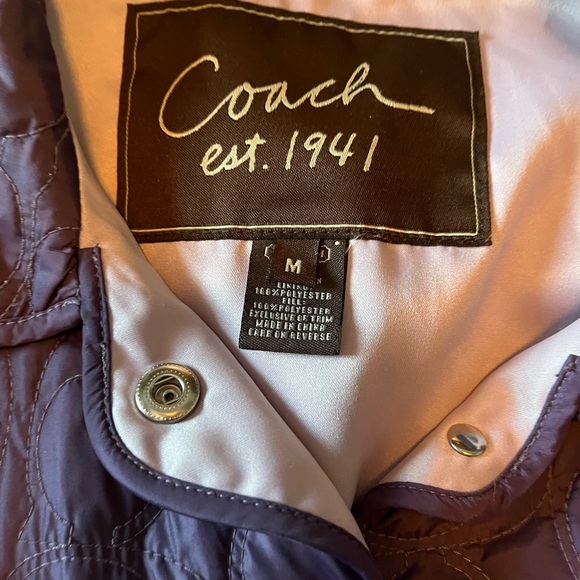 Coach
est. 1941
M
LINING:
100%POLYESTER
FILL:
100%POLYESTER
EXCLUSIVE OF TRIM
MADE IN CHINA
CARE ON REVERSE